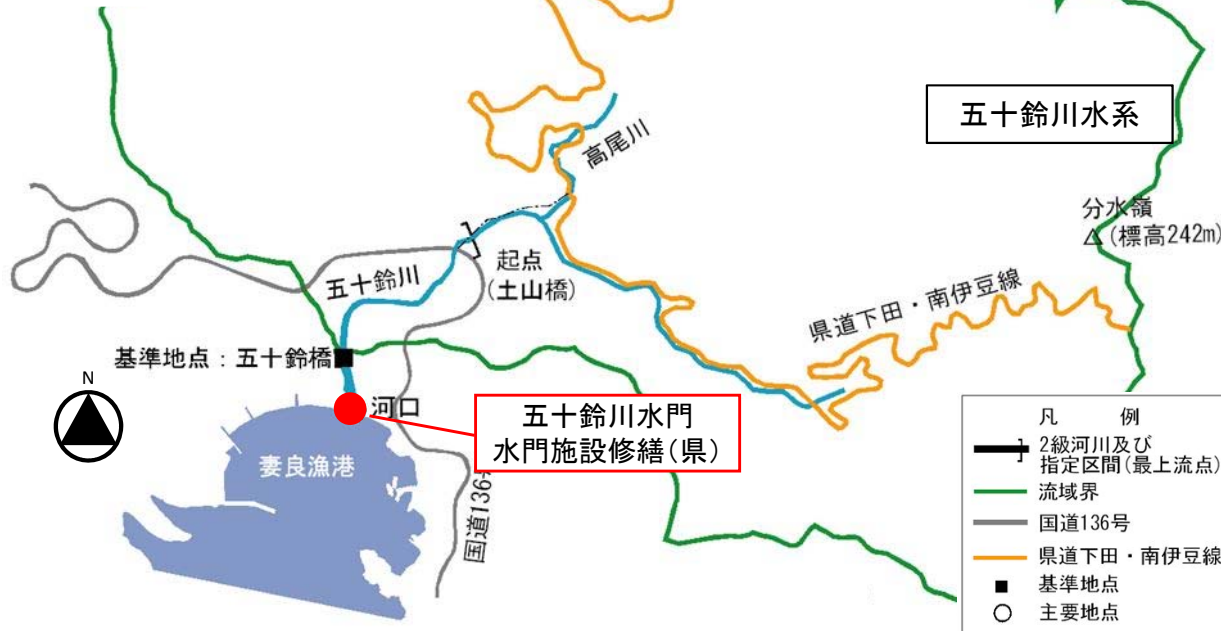 五十鈴川水系
高尾川
分水嶺
△(標高242m)
起点
(土山橋)
五十鈴川
県道下田・南伊豆線
基準地点:五十鈴橋■
N
河口
五十鈴川水門
水門施設修繕(県)
妻良漁港
国道136号
凡 例
2級河川及び
指定区間(最上流点)
流域界
国道136号
県道下田・南伊豆線
基準地点
主要地点